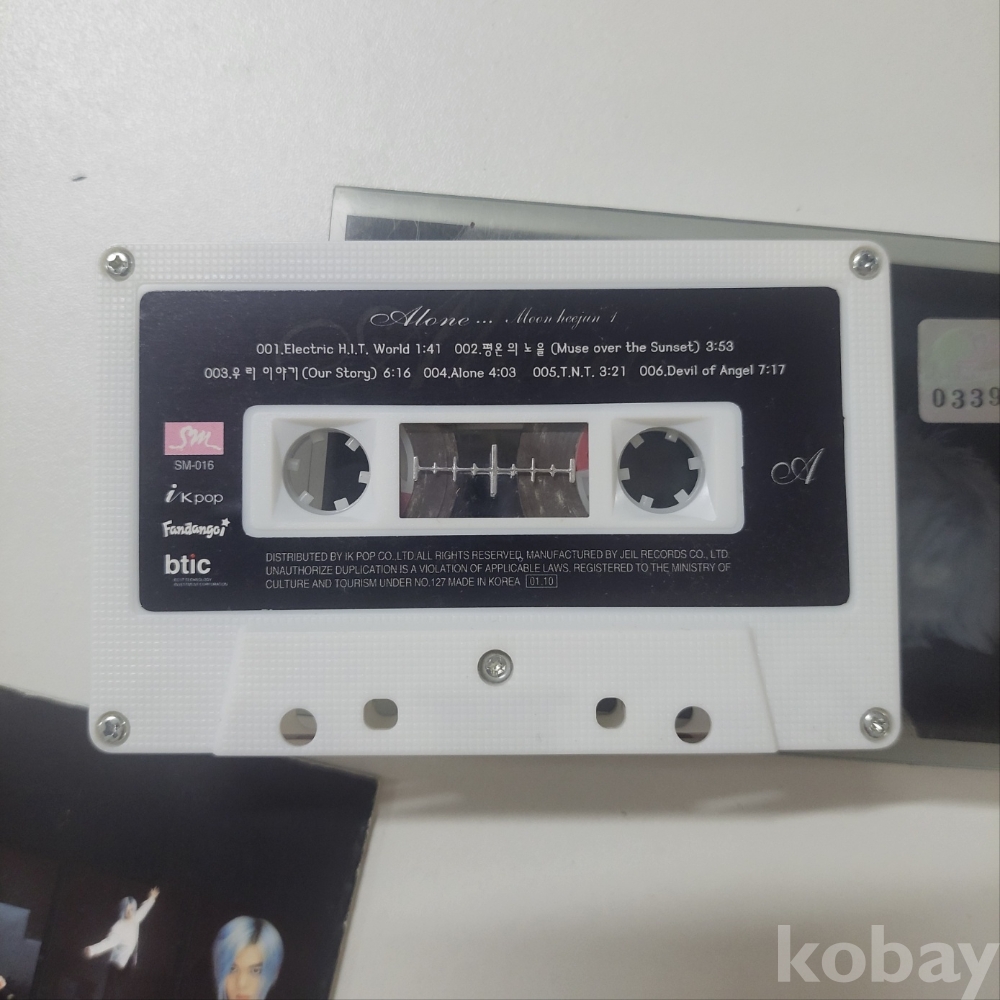 Alone... Moon heejun 1
001.Electric H.I.T. World 1:41 002.평온의 노을 (Muse over the Sunset) 3:53
003.우리 이야기 (Our Story) 6:16 004.Alone 4:03 005.T.N.T. 3:21 006.Devil of Angel 7:17
SM
SM-016
iKpop
Fandango!
btic
A
DISTRIBUTED BY IK POP CO.,LTD.ALL RIGHTS RESERVED, MANUFACTURED BY JEIL RECORDS CO., LTD.
UNAUTHORIZE DUPLICATION IS A VIOLATION OF APPLICABLE LAWS. REGISTERED TO THE MINISTRY OF
CULTURE AND TOURISM UNDER NO.127 MADE IN KOREA 01.10
0339
kobay